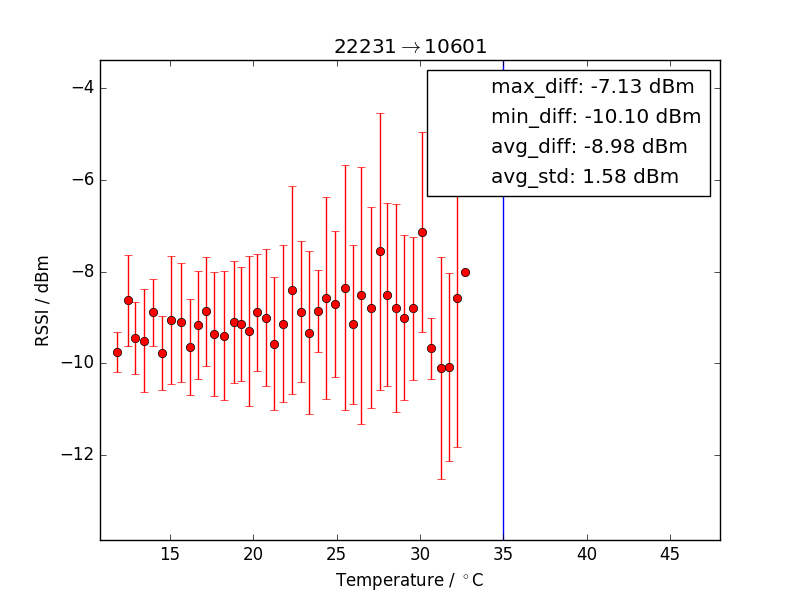 22231→10601
max_diff: -7.13 dBm
min_diff: -10.10 dBm
avg_diff: -8.98 dBm
avg_std: 1.58 dBm
RSSI / dBm
−4
−6
−8
−10
−12
15 20 25 30 35 40 45
Temperature / °C